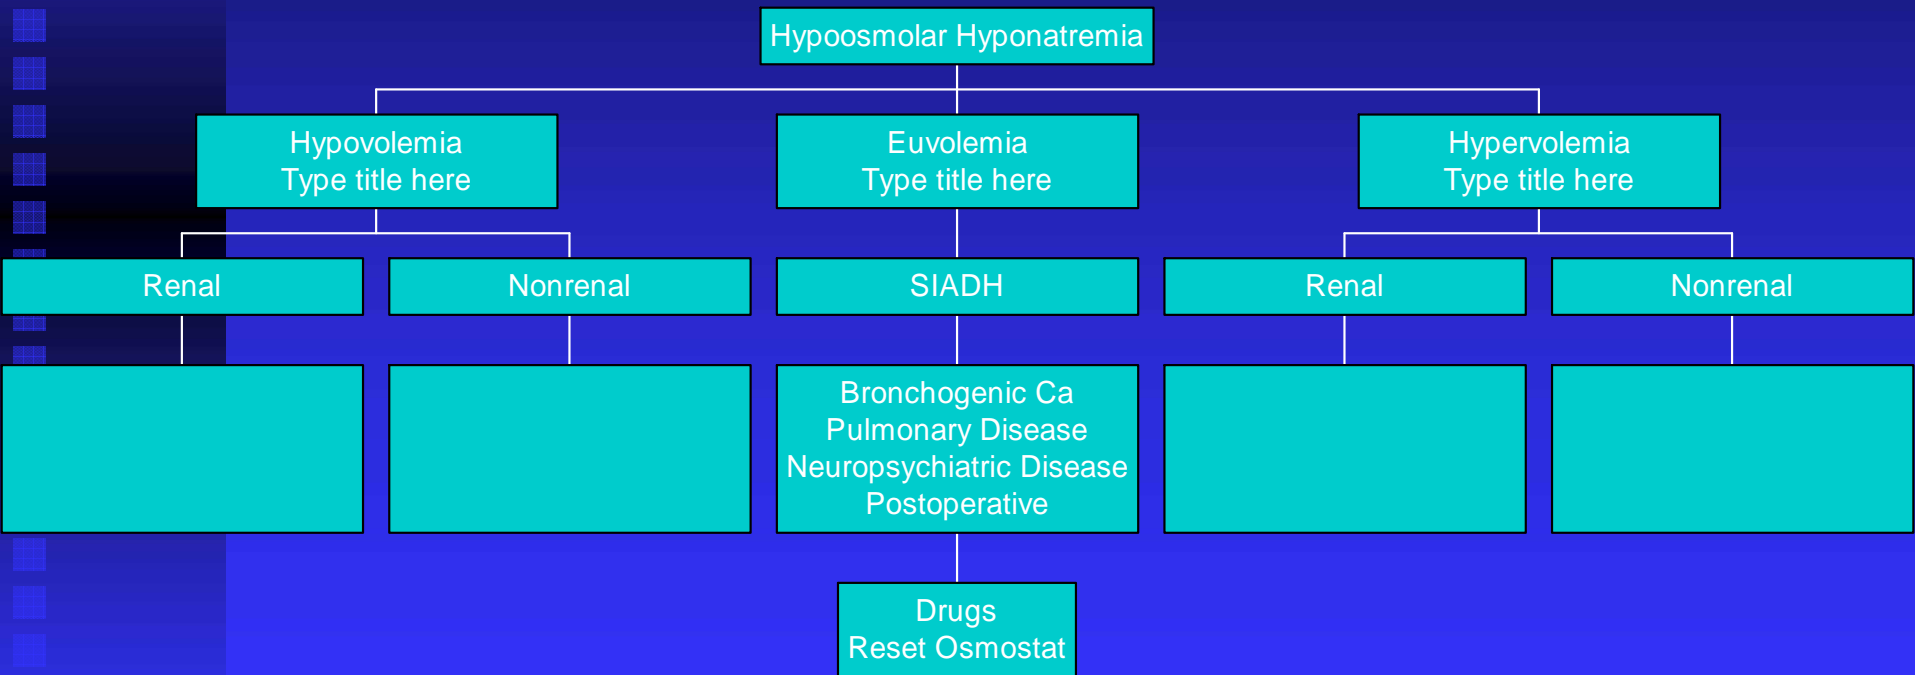 Hypoosmolar Hyponatremia
Hypovolemia
Type title here
Euvolemia
Type title here
Hypervolemia
Type title here
Renal
Nonrenal
SIADH
Renal
Nonrenal
Bronchogenic Ca
Pulmonary Disease
Neuropsychiatric Disease
Postoperative
Drugs
Reset Osmostat